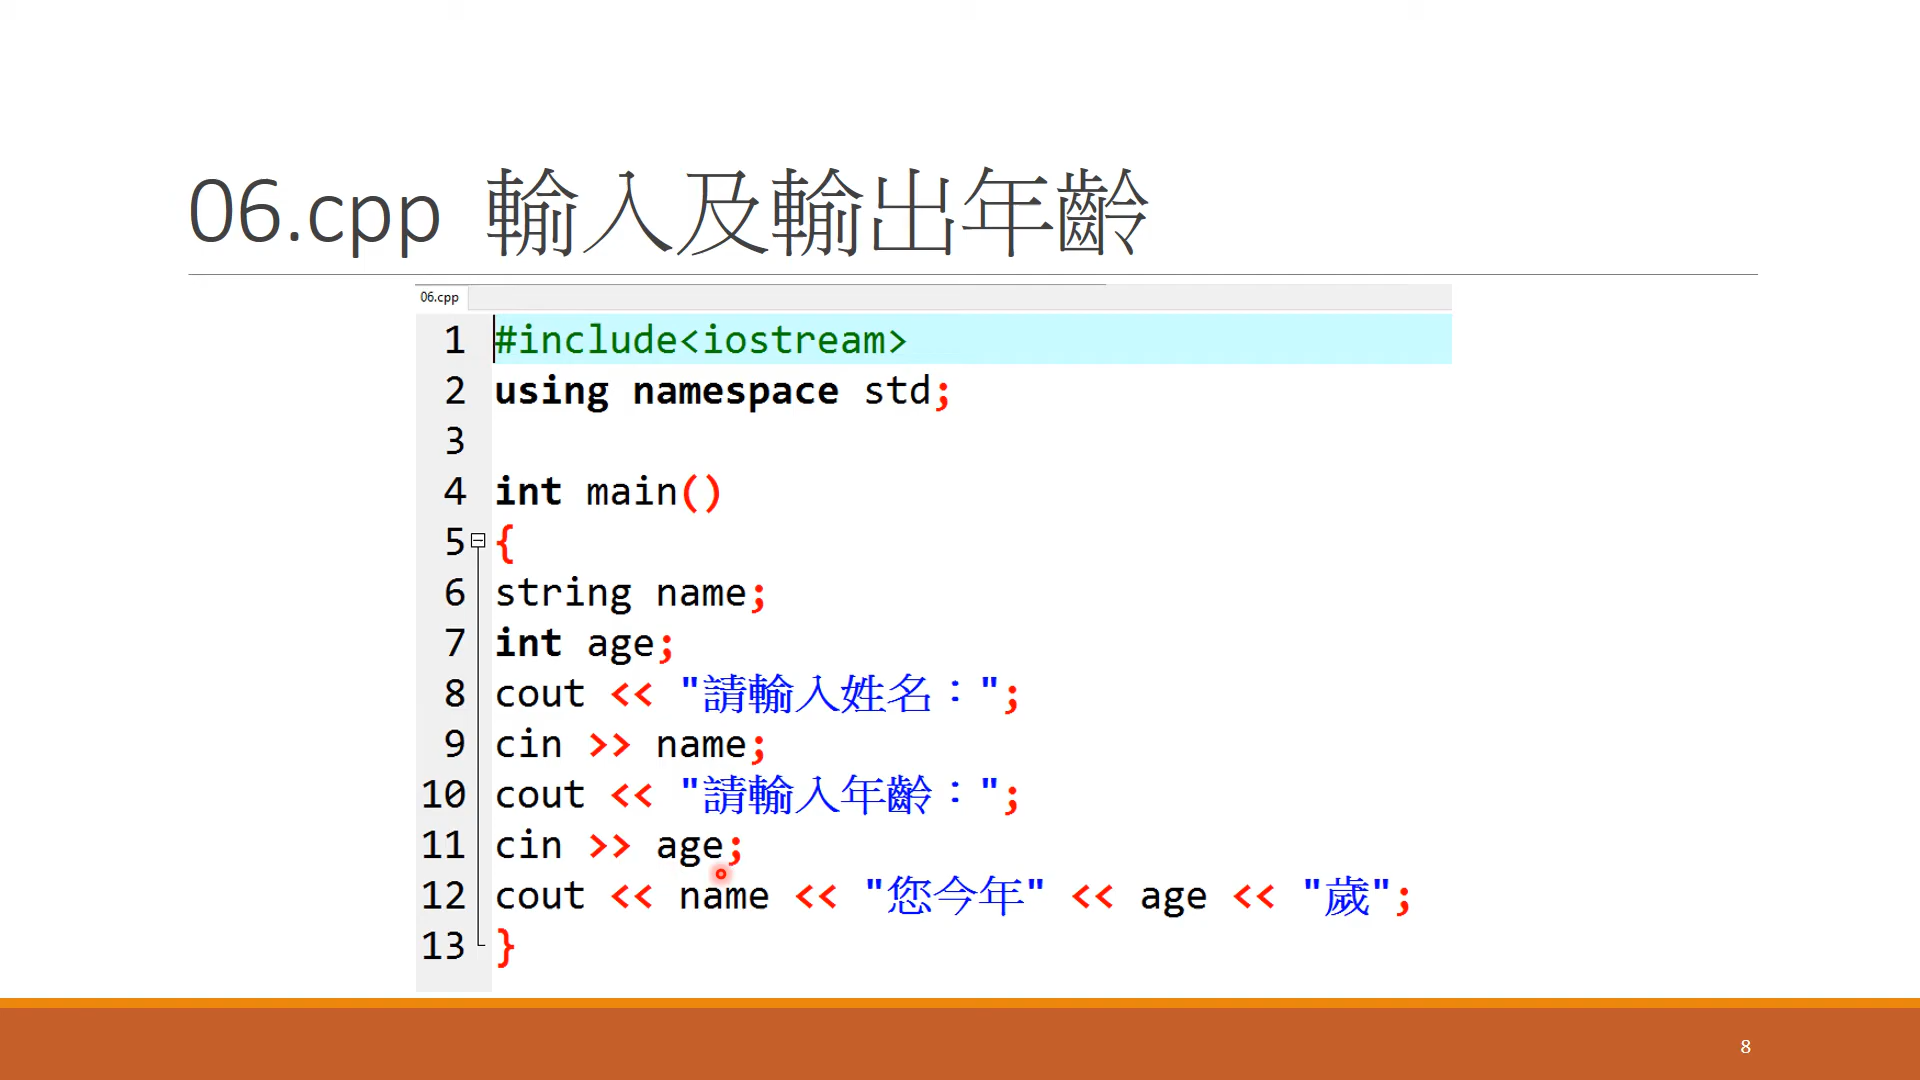 06.cpp 輸入及輸出年齡
06.cpp
1 #include<iostream>
2 using namespace std;
3
4 int main()
5 {
6 string name;
7 int age;
8 cout << "請輸入姓名：";
9 cin >> name;
10 cout << "請輸入年齡：";
11 cin >> age;
12 cout << name << "您今年" << age << "歲";
13 }
8